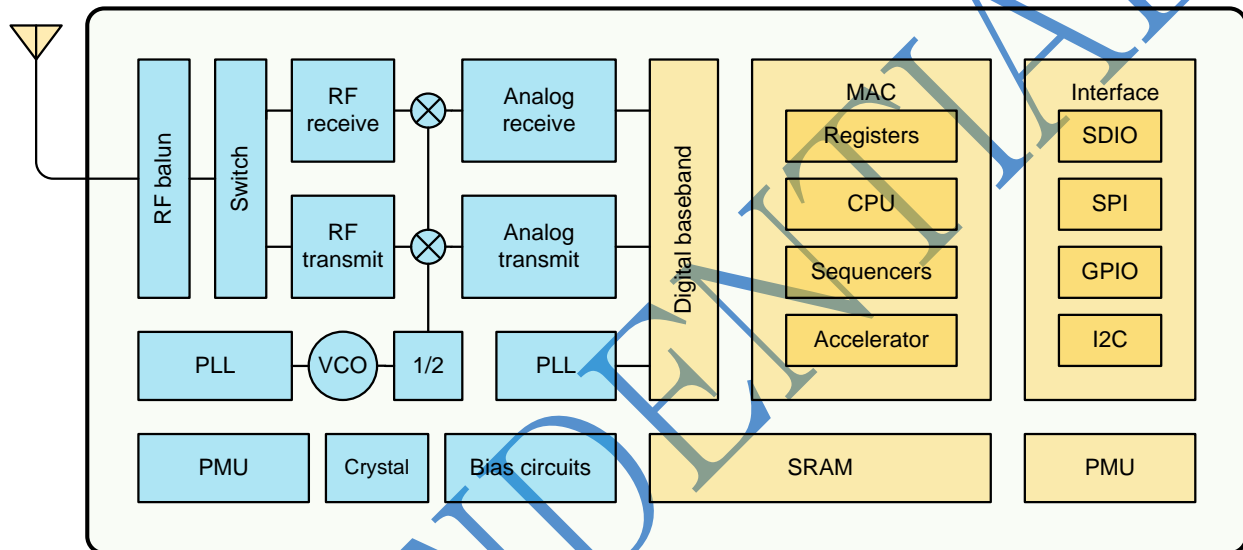 RF balun
Switch
RF
receive
Analog
receive
RF
transmit
Analog
transmit
PLL
VCO
1/2
PLL
Digital baseband
MAC
Registers
CPU
Sequencers
Accelerator
Interface
SDIO
SPI
GPIO
I2C
PMU
Crystal
Bias circuits
SRAM
PMU
NDENTIAL